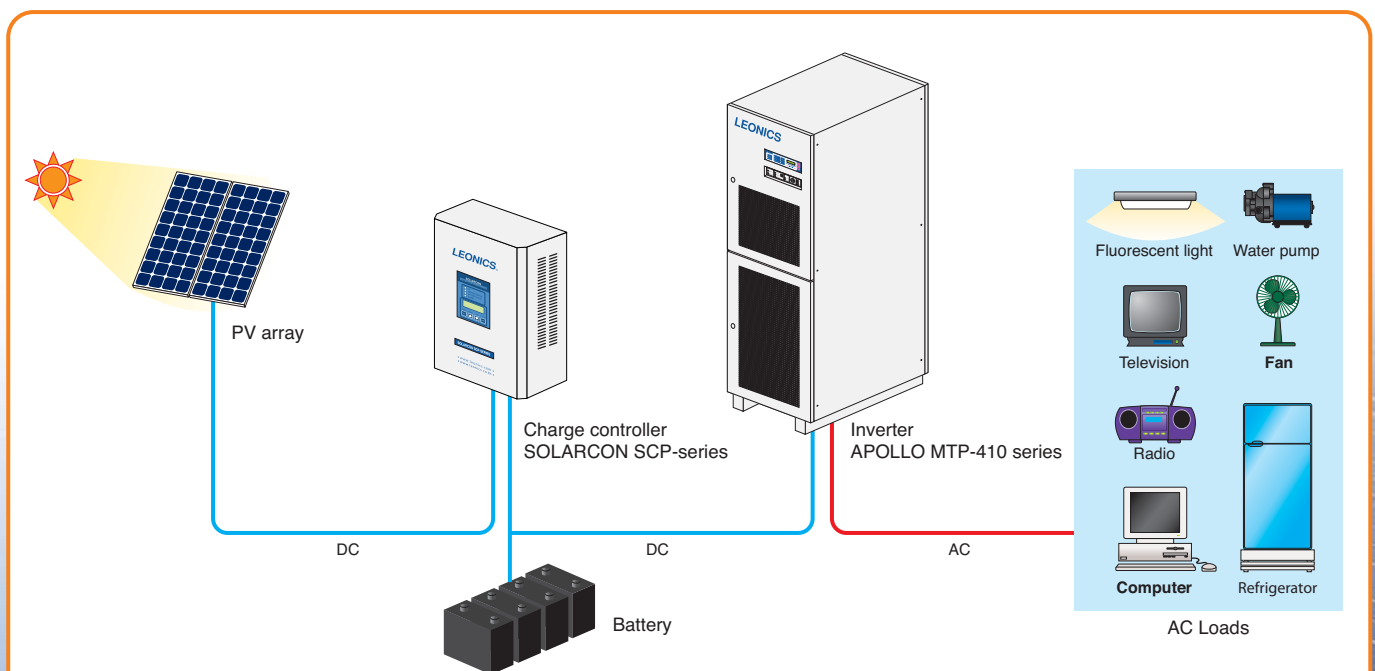 LEONICS
LEONICS
SOLARCON
Fluorescent light
Water pump
PV array
Television
Fan
Charge controller
SOLARCON SCP-series
Inverter
APOLLO MTP-410 series
Radio
DC
DC
AC
Computer
Refrigerator
Battery
AC Loads